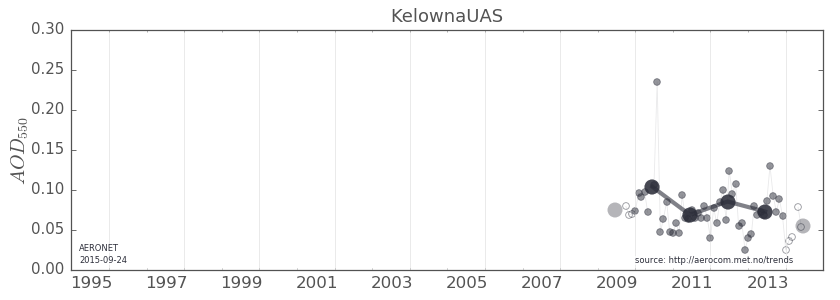 KelownaUAS
0.30
0.25
0.20
0.15
0.10
0.05
0.00
AOD550
AERONET
2015-09-24
source: http://aerocom.met.no/trends
1995 1997 1999 2001 2003 2005 2007 2009 2011 2013